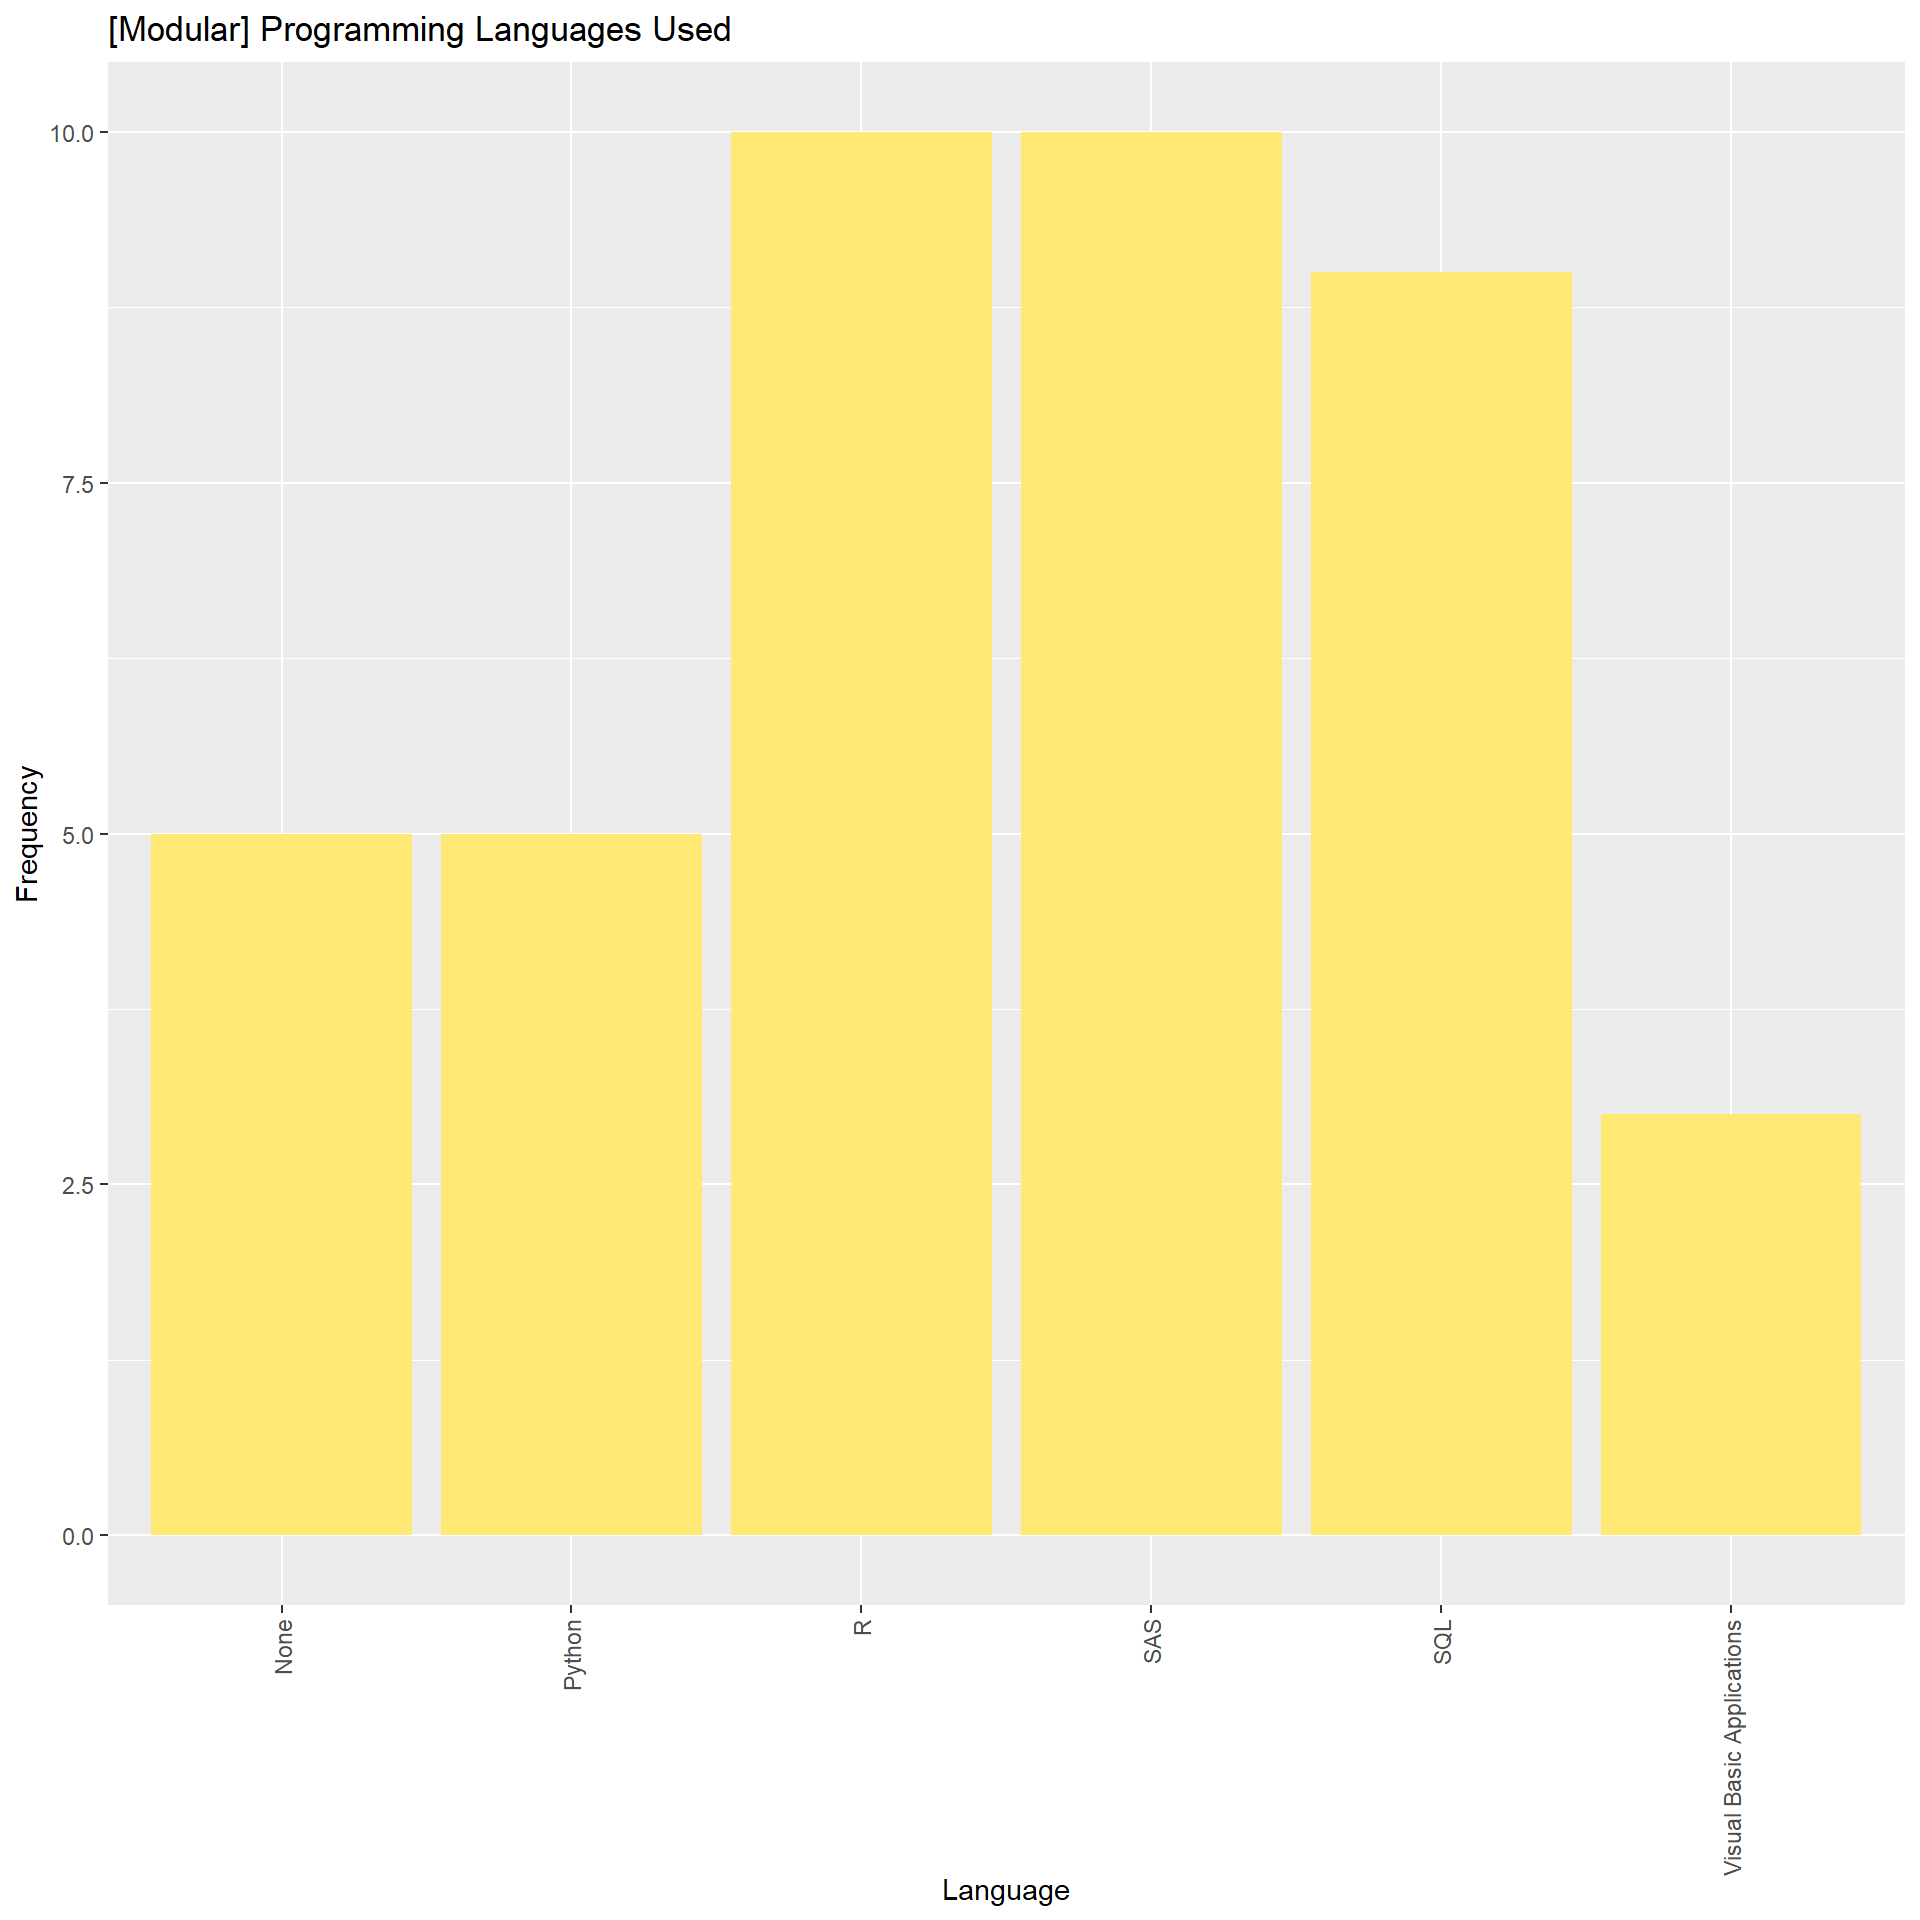 [Modular] Programming Languages Used
Frequency
10.0
7.5
5.0
2.5
0.0
None
Python
R
SAS
SQL
Visual Basic Applications
Language